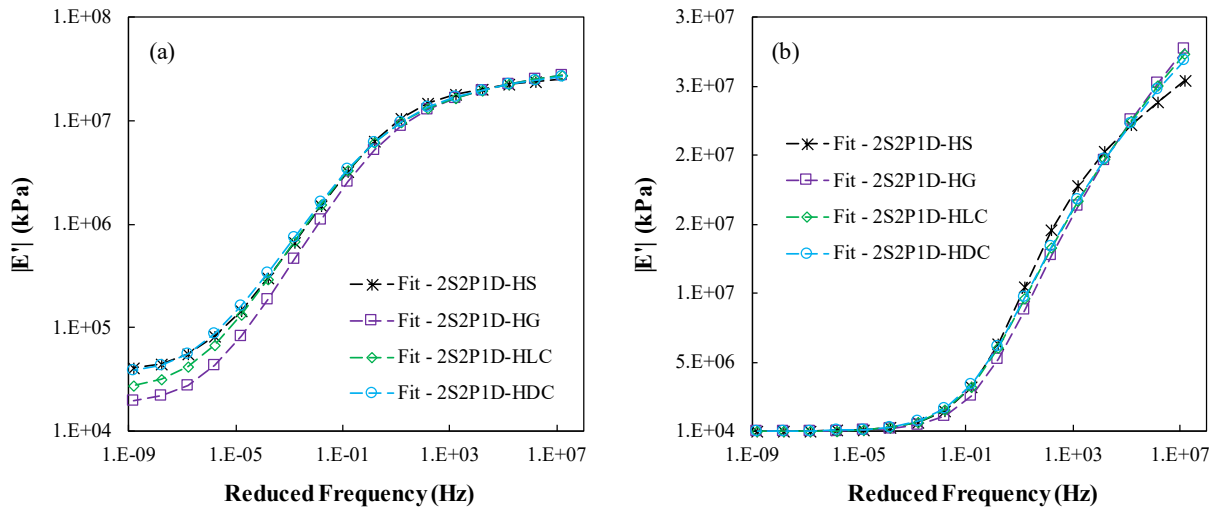 (a)
|E'| (kPa)
1.E+08
1.E+07
1.E+06
1.E+05
1.E+04
Fit - 2S2P1D-HS
Fit - 2S2P1D-HG
Fit - 2S2P1D-HLC
Fit - 2S2P1D-HDC
1.E-09 1.E-05 1.E-01 1.E+03 1.E+07
Reduced Frequency (Hz)
(b)
|E'| (kPa)
3.E+07
3.E+07
2.E+07
2.E+07
1.E+07
5.E+06
1.E+04
Fit - 2S2P1D-HS
Fit - 2S2P1D-HG
Fit - 2S2P1D-HLC
Fit - 2S2P1D-HDC
1.E-09 1.E-05 1.E-01 1.E+03 1.E+07
Reduced Frequency (Hz)